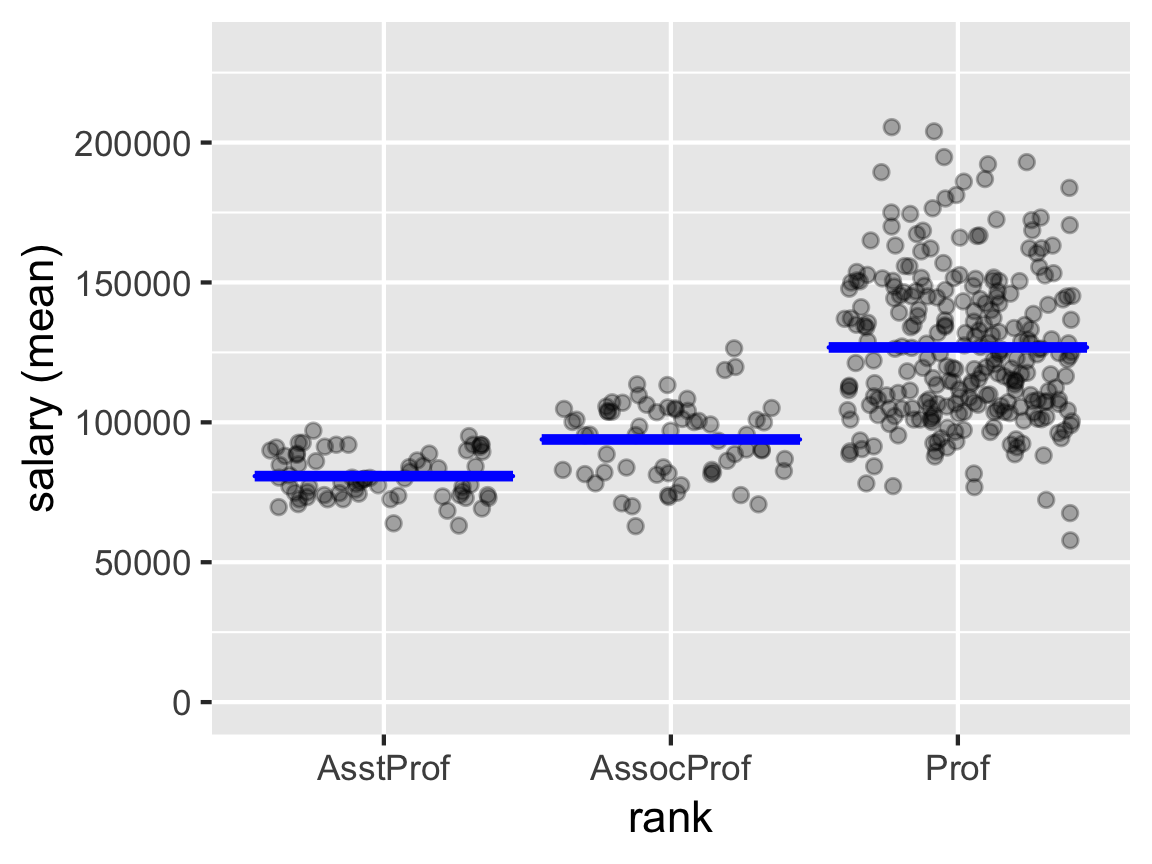 salary (mean)
200000
150000
100000
50000
0
AsstProf
AssocProf
Prof
rank